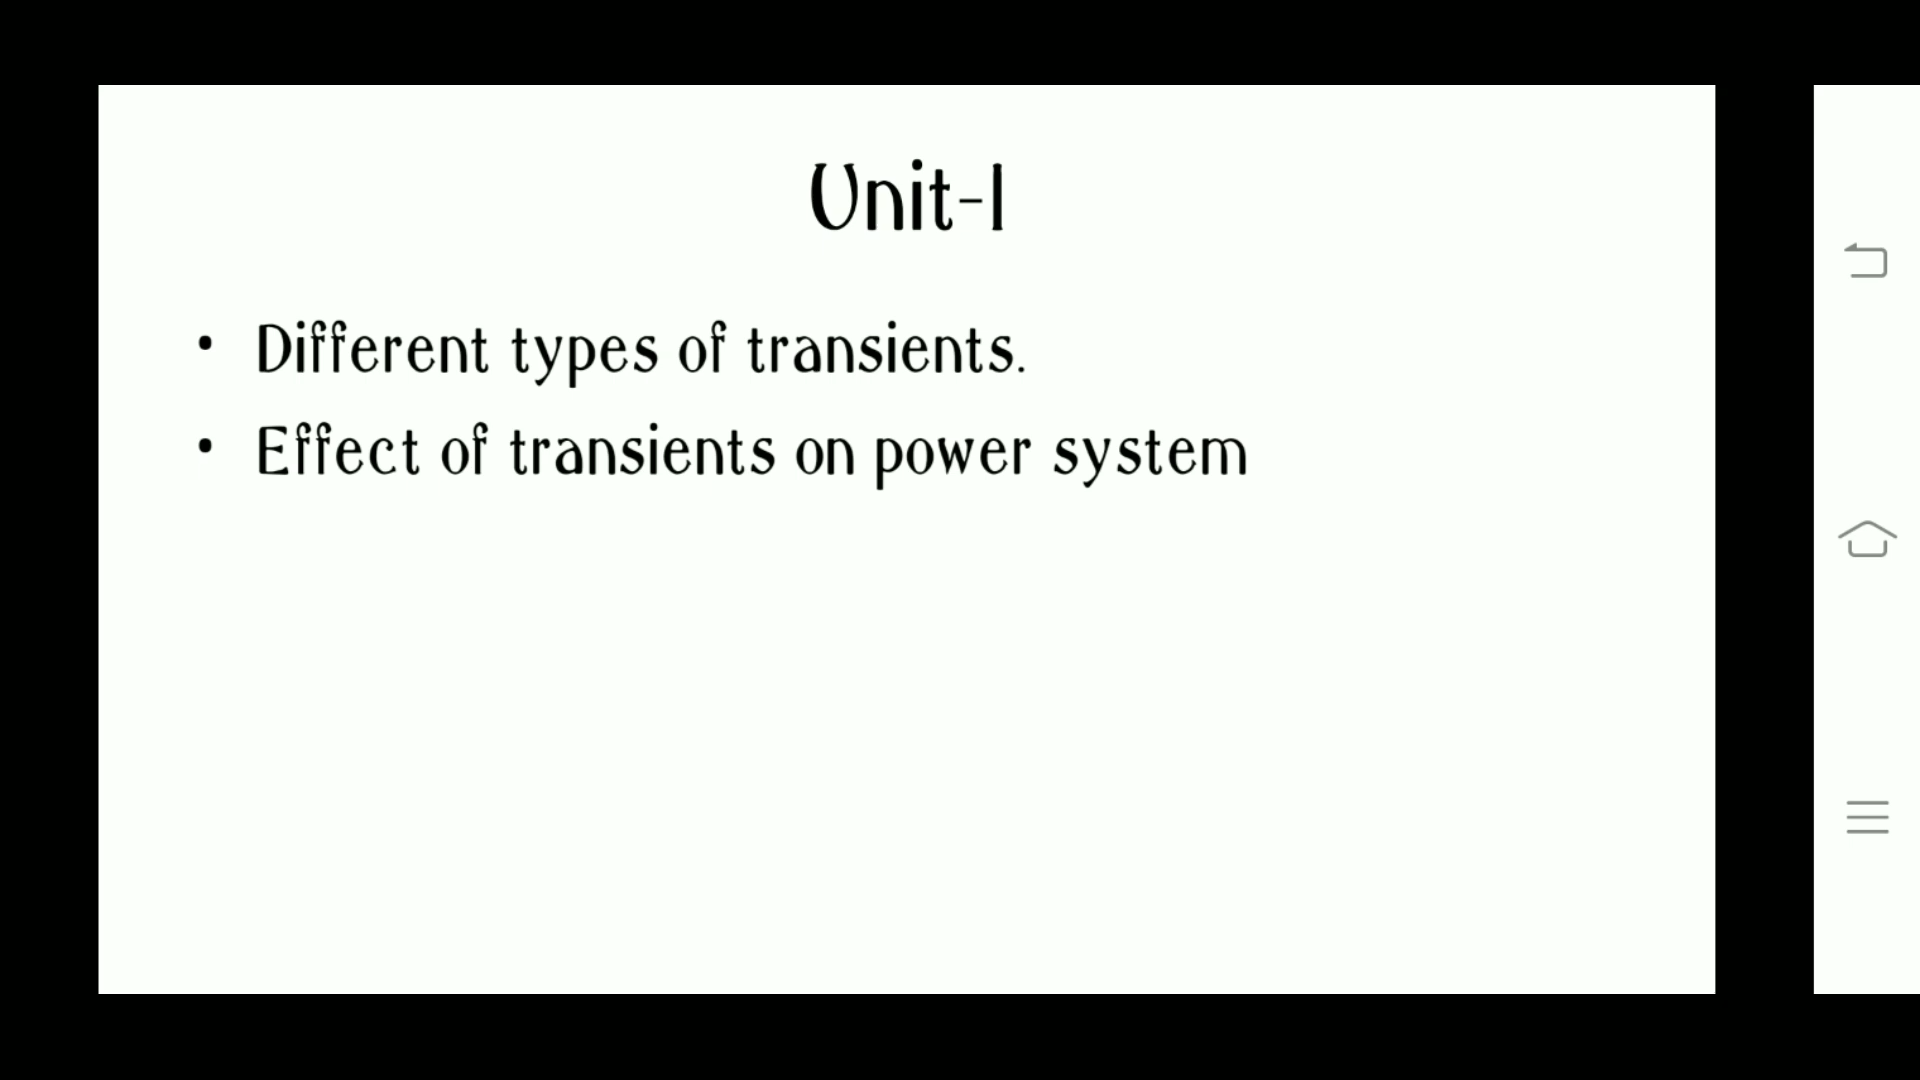 Unit-I
• Different types of transients.
• Effect of transients on power system